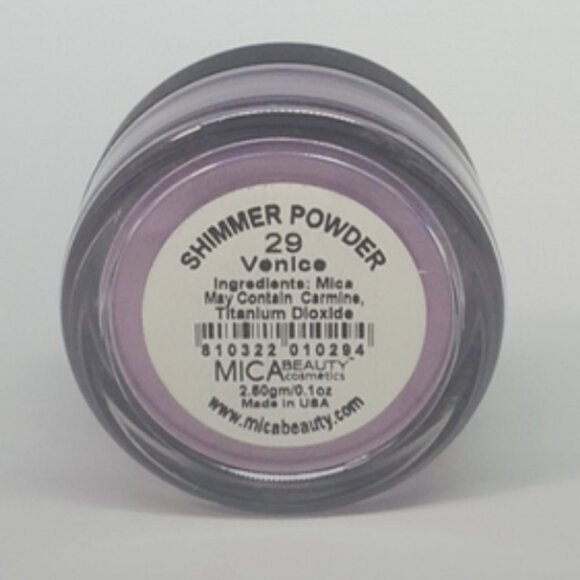 SHIMMER POWDER
29
Venice
Ingredients: Mica
May Contain Carmine,
Titanium Dioxide
810322 010294
MICA BEAUTY™
cosmetics
2.50gm/0.1oz
Made in USA
www.micabeauty.com